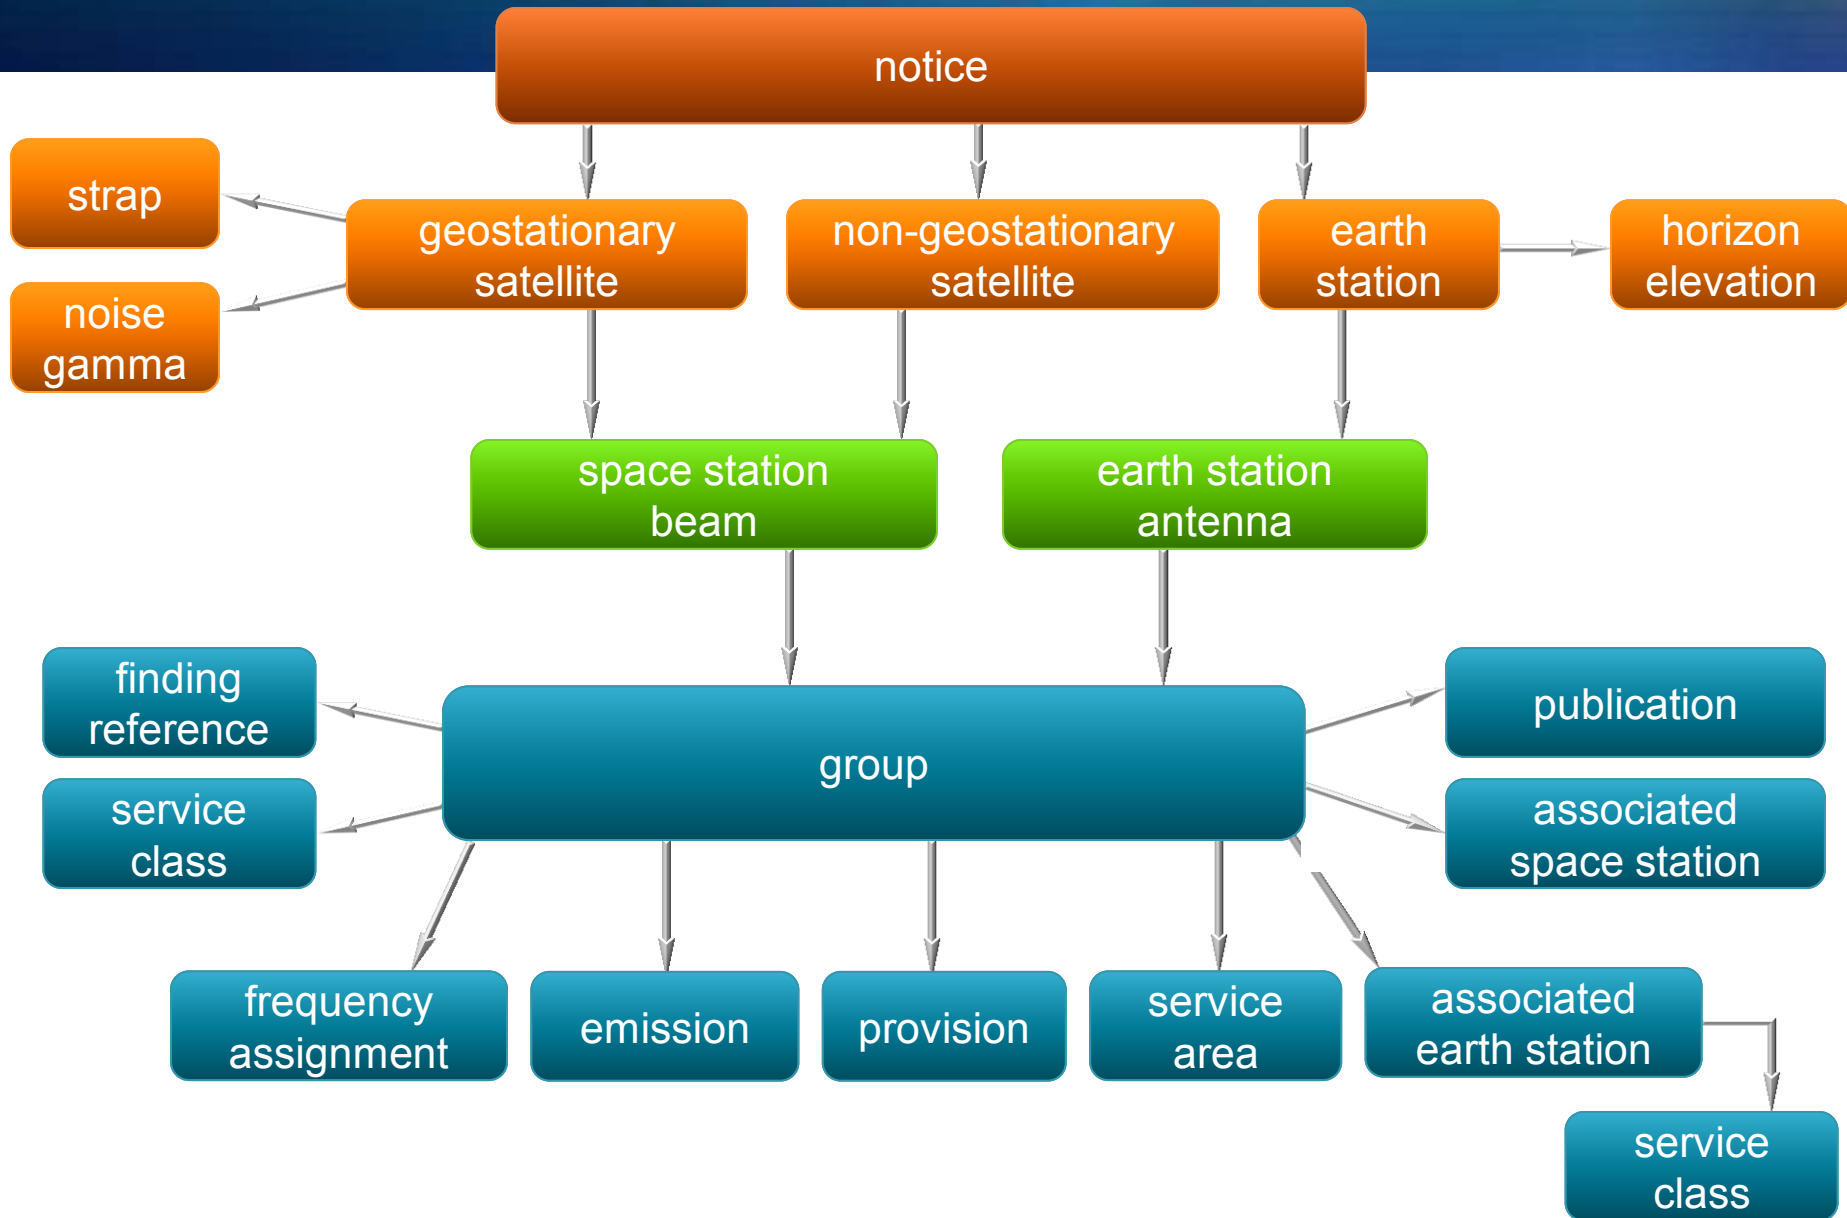 notice
strap
geostationary
satellite
non-geostationary
satellite
earth
station
horizon
elevation
noise
gamma
space station
beam
earth station
antenna
finding
reference
group
publication
service
class
associated
space station
frequency
assignment
emission
provision
service
area
associated
earth station
service
class